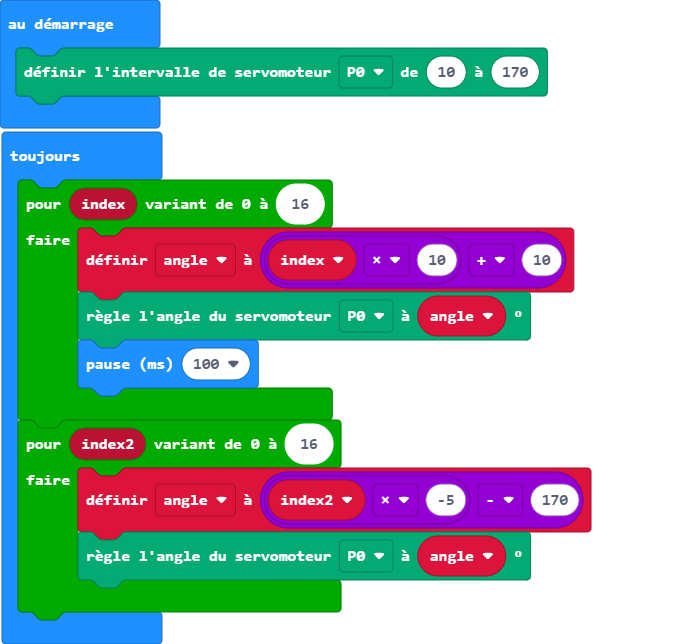 au démarrage
définir l'intervalle de servomoteur P0 de 10 à 170
toujours
pour index variant de 0 à 16
faire
définir angle à index × 10 + 10
règle l'angle du servomoteur P0 à angle °
pause (ms) 100
pour index2 variant de 0 à 16
faire
définir angle à index2 × -5 - 170
règle l'angle du servomoteur P0 à angle °